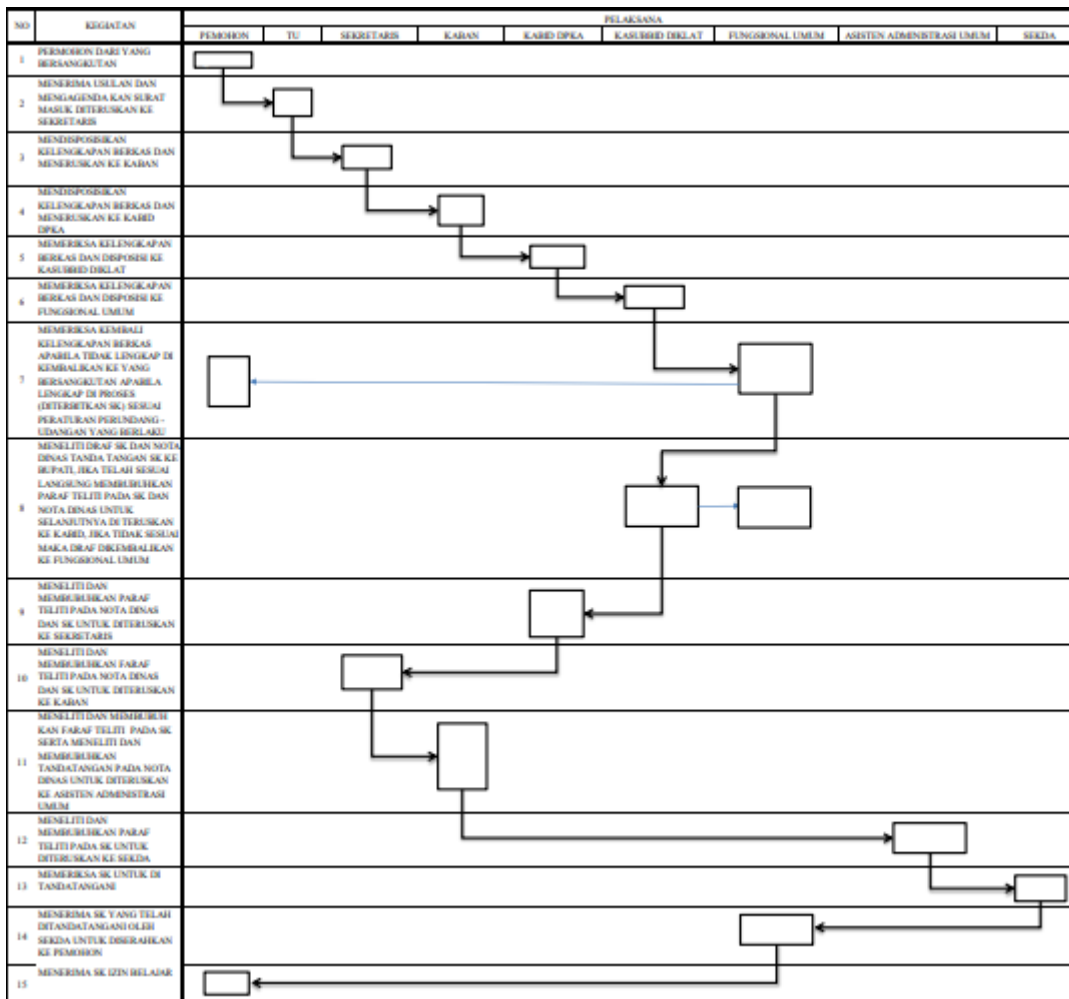 NO KEGIATAN PELAKSANA
PEMOHON TU SEKRETARIS KABAN KABID DPKA KASUBBID DIKLAT FUNGSIONAL UMUM ASISTEN ADMINISTRASI UMUM SEKDA
1 PERMOHON DARI YANG
BERSANGKUTAN
2 MENERIMA USULAN DAN
MENGAGENDA KAN SURAT
MASUK DITERUSKAN KE
SEKRETARIS
3 MENDISPOSISIKAN
KELENGKAPAN BERKAS DAN
MENERUSKAN KE KABAN
4 MENDISPOSISIKAN
KELENGKAPAN BERKAS DAN
MENERUSKAN KE KABID
DPKA
5 MEMERIKSA KELENGKAPAN
BERKAS DAN DISPOSISI KE
KASUBBID DIKLAT
6 MEMERIKSA KELENGKAPAN
BERKAS DAN DISPOSISI KE
FUNGSIONAL UMUM
7 MEMERIKSA KEMBALI
KELENGKAPAN BERKAS
APABILA TIDAK LENGKAP DI
KEMBALIKAN KE YANG
BERSANGKUTAN APABILA
LENGKAP DI PROSES
(DITERBITKAN SK) SESUAI
PERATURAN PERUNDANG -
UDANGAN YANG BERLAKU
8 MENELITI DRAF SK DAN NOTA
DINAS TANDA TANGAN SK KE
BUPATI, JIKA TELAH SESUAI
LANGSUNG MEMBUBUHKAN
PARAF TELITI PADA SK DAN
NOTA DINAS UNTUK
SELANJUTNYA DI TERUSKAN
KE KABID, JIKA TIDAK SESUAI
MAKA DRAF DIKEMBALIKAN
KE FUNGSIONAL UMUM
9 MENELITI DAN
MEMBUBUHKAN PARAF
TELITI PADA NOTA DINAS
DAN SK UNTUK DITERUSKAN
KE SEKRETARIS
10 MENELITI DAN
MEMBUBUHKAN FARAF
TELITI PADA NOTA DINAS
DAN SK UNTUK DITERUSKAN
KE KABAN
11 MENELITI DAN MEMBUBUH
KAN FARAF TELITI PADA SK
SERTA MENELITI DAN
MEMBUBUHKAN
TANDATANGAN PADA NOTA
DINAS UNTUK DITERUSKAN
KE ASISTEN ADMINISTRASI
UMUM
12 MENELITI DAN
MEMBUBUHKAN PARAF
TELITI PADA SK UNTUK
DITERUSKAN KE SEKDA
13 MEMERIKSA SK UNTUK DI
TANDATANGANI
14 MENERIMA SK YANG TELAH
DITANDATANGANI OLEH
SEKDA UNTUK DISERAHKAN
KE PEMOHON
15 MENERIMA SK IZIN BELAJAR